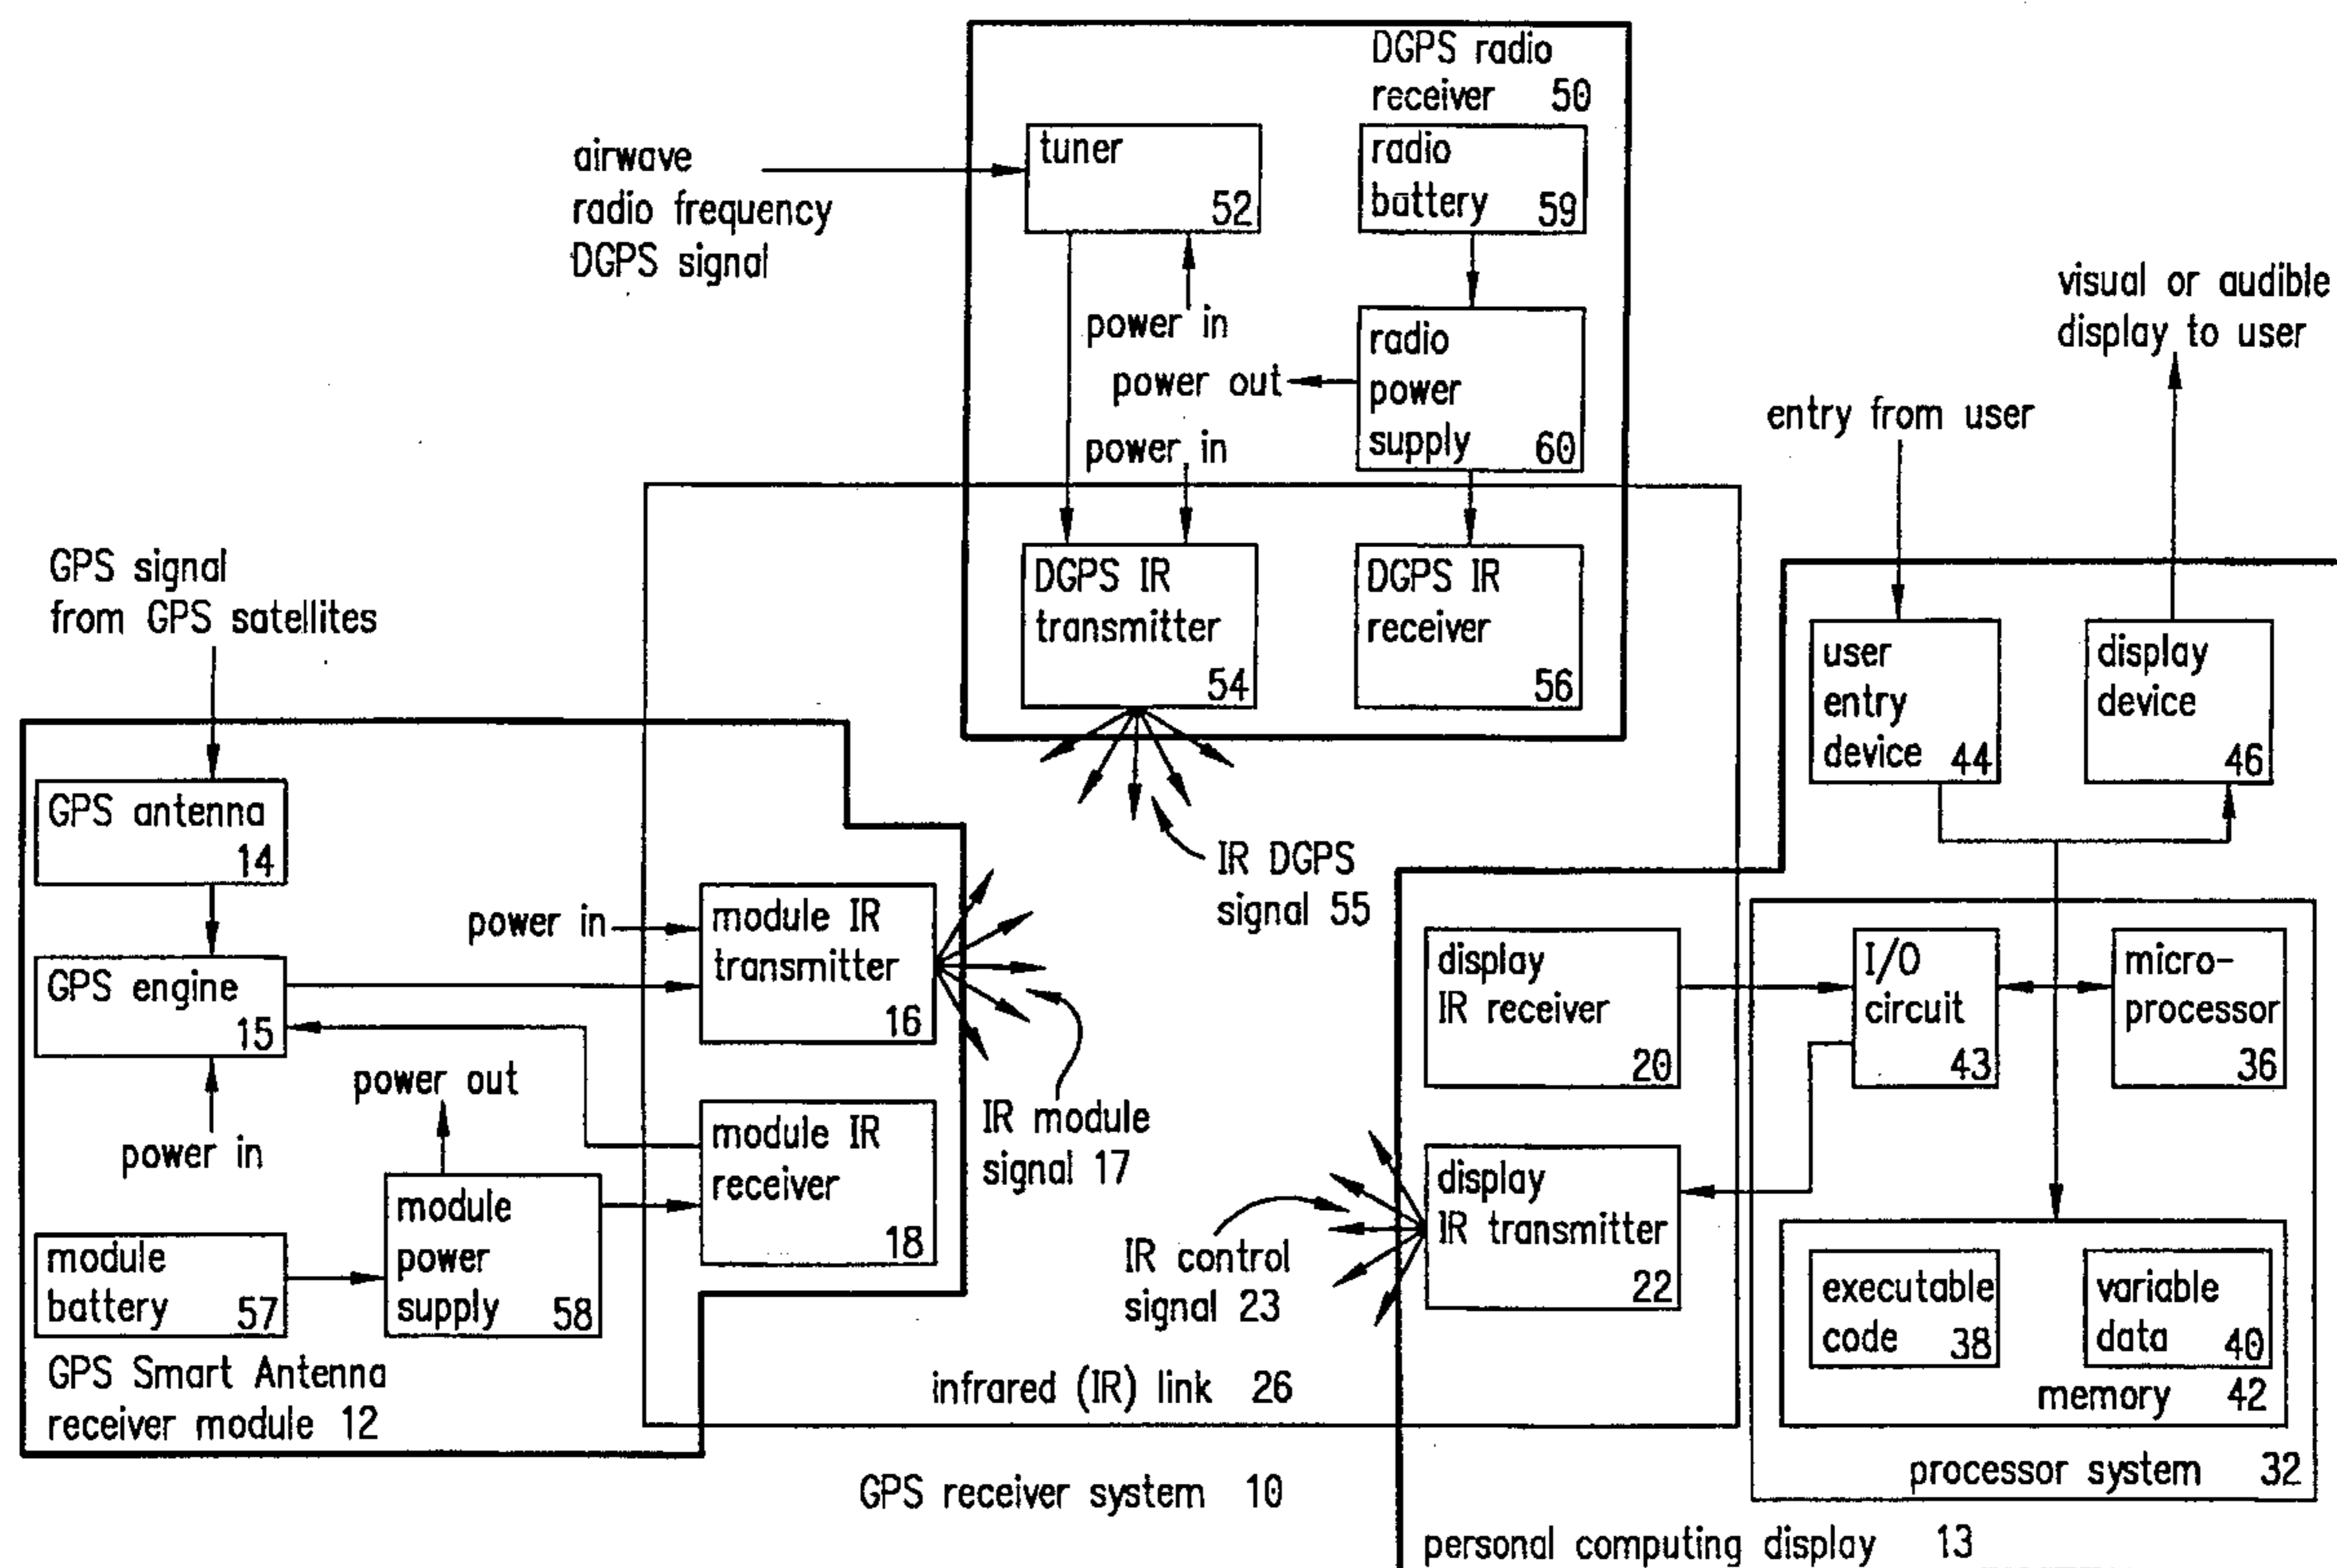 DGPS radio
receiver 50
tuner
52
radio
battery 59
airwave
radio frequency
DGPS signal
power in
power out
radio
power
supply 60
power in
visual or audible
display to user
entry from user
DGPS IR
transmitter
54
DGPS IR
receiver
56
GPS signal
from GPS satellites
user
entry
device 44
display
device
46
GPS antenna
14
IR DGPS
signal 55
power in
module IR
transmitter
16
GPS engine
15
display
IR receiver
20
I/O
circuit
43
micro-
processor
36
power out
power in
IR module
signal 17
module IR
receiver
18
module
power
supply 58
module
battery 57
display
IR transmitter
22
IR control
signal 23
executable
code 38
variable
data 40
memory 42
GPS Smart Antenna
receiver module 12
infrared (IR) link 26
processor system 32
GPS receiver system 10
personal computing display 13